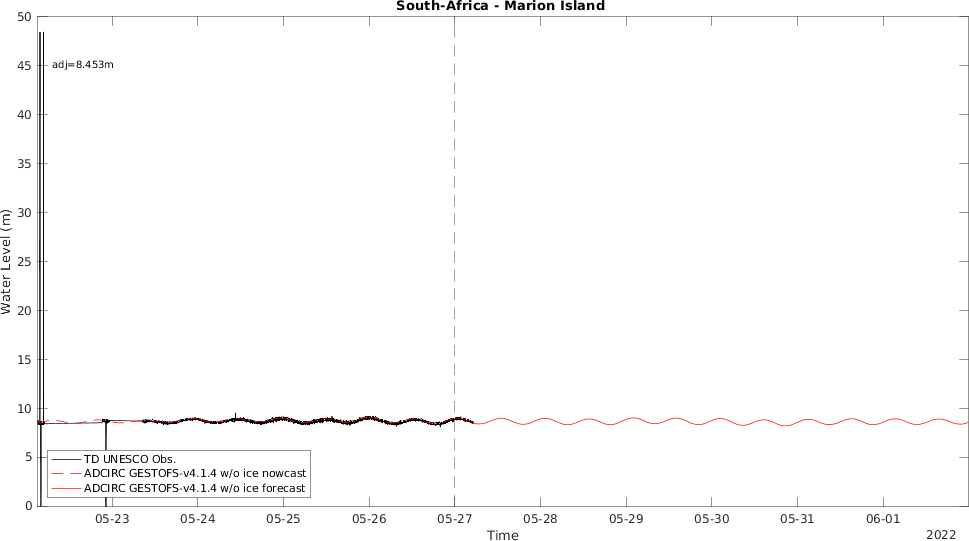 South-Africa - Marion Island
50
45
40
35
30
25
20
15
10
5
0
Water Level (m)
adj=8.453m
TD UNESCO Obs.
ADCIRC GESTOFS-v4.1.4 w/o ice nowcast
ADCIRC GESTOFS-v4.1.4 w/o ice forecast
05-23 05-24 05-25 05-26 05-27 05-28 05-29 05-30 05-31 06-01
Time
2022